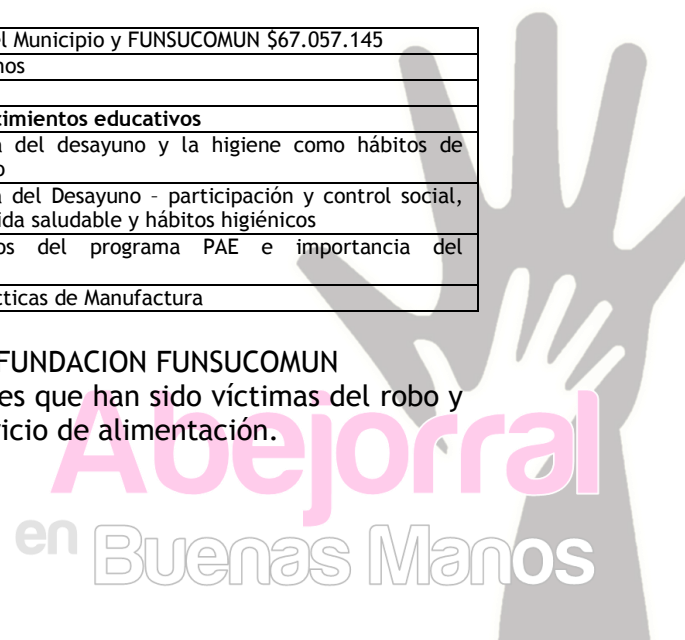 l Municipio y FUNSUCOMUN $67.057.145
nos
imientos educativos
del desayuno y la higiene como hábitos de
o
a del Desayuno – participación y control social,
ida saludable y hábitos higiénicos
os del programa PAE e importancia del
cticas de Manufactura
FUNDACION FUNSUCOMUN
es que han sido víctimas del robo y
vicio de alimentación.
Abejorral
en Buenas Manos